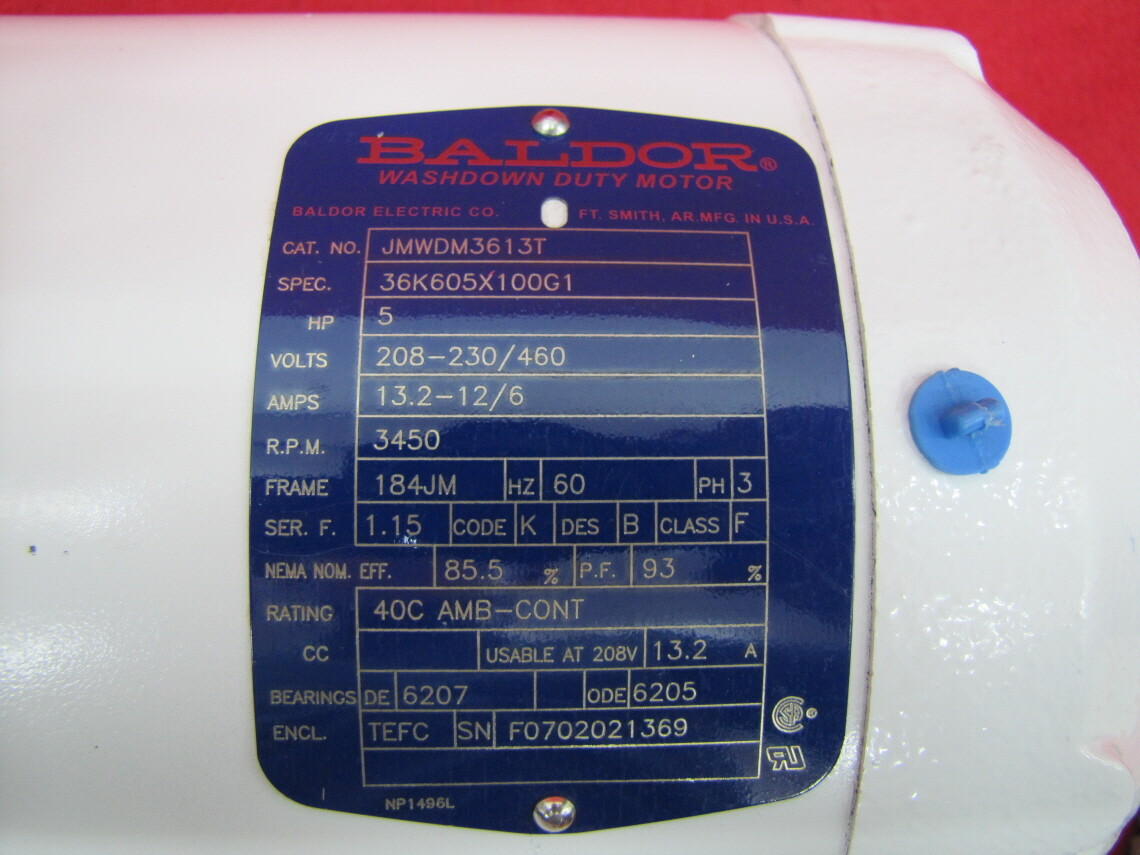 BALDOR®
WASHDOWN DUTY MOTOR
BALDOR ELECTRIC CO. FT. SMITH, AR.MFG. IN U.S.A.
CAT. NO. JMWDM3613T
SPEC. 36K605X100G1
HP 5
VOLTS 208-230/460
AMPS 13.2-12/6
R.P.M. 3450
FRAME 184JM HZ 60 PH 3
SER. F. 1.15 CODE K DES B CLASS F
NEMA NOM. EFF. 85.5 % P.F. 93 %
RATING 40C AMB-CONT
CC USABLE AT 208V 13.2 A
BEARINGS DE 6207 ODE 6205
ENCL. TEFC SN F0702021369
NP1496L